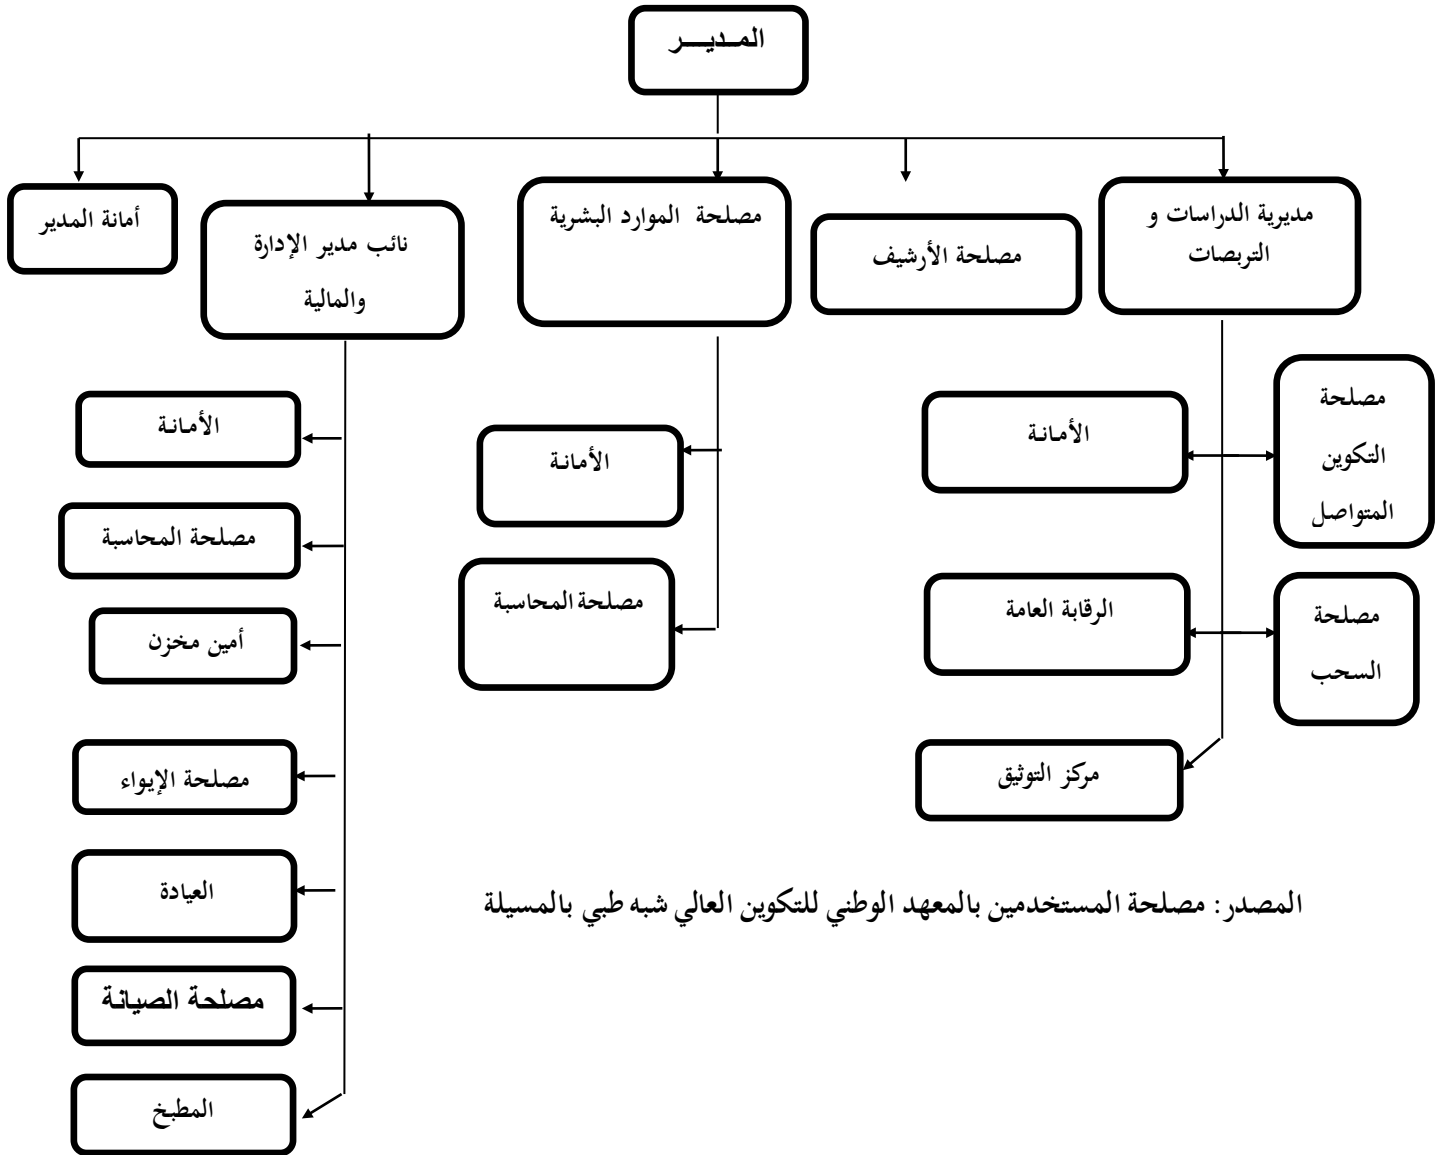 المـديــــر
مديرية الدراسات و
التربصات
مصلحة الأرشيف
مصلحة الموارد البشرية
نائب مدير الإدارة
والمالية
أمانة المدير
مصلحة
التكوين
المتواصل
الأمانة
مصلحة
السحب
الرقابة العامة
مركز التوثيق
الأمانة
مصلحة المحاسبة
الأمانة
مصلحة المحاسبة
أمين مخزن
مصلحة الإيواء
العيادة
مصلحة الصيانة
المطبخ
المصدر: مصلحة المستخدمين بالمعهد الوطني للتكوين العالي شبه طبي بالمسيلة